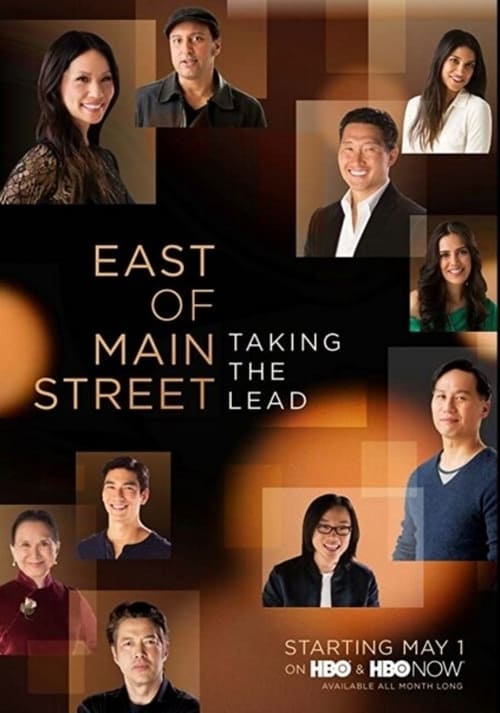 EAST
OF
MAIN
STREET
TAKING
THE
LEAD
STARTING MAY 1
ON HBO & HBO NOW
AVAILABLE ALL MONTH LONG